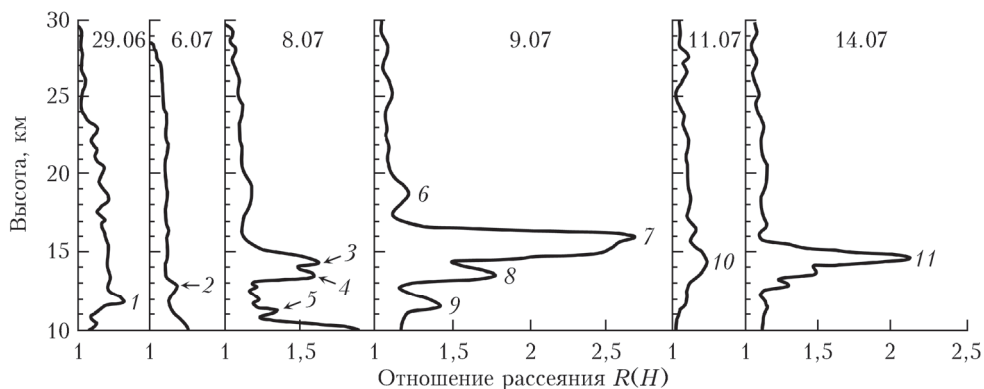 30
29.06 6.07 8.07 9.07 11.07 14.07
25
20
15
10
Высота, км
1 2 3 4 5 6 7 8 9 10 11
1 1 1 1,5 1 1,5 2 2,5 1 1 1,5 2 2,5
Отношение рассеяния R(H)